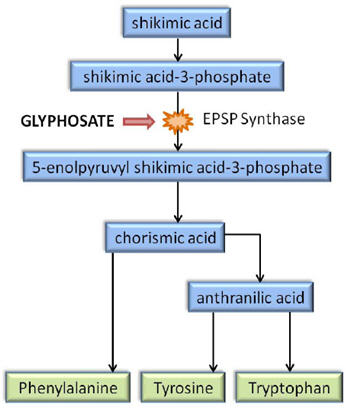 shikimic acid
shikimic acid-3-phosphate
GLYPHOSATE
EPSP Synthase
5-enolpyruvyl shikimic acid-3-phosphate
chorismic acid
anthranilic acid
Phenylalanine
Tyrosine
Tryptophan